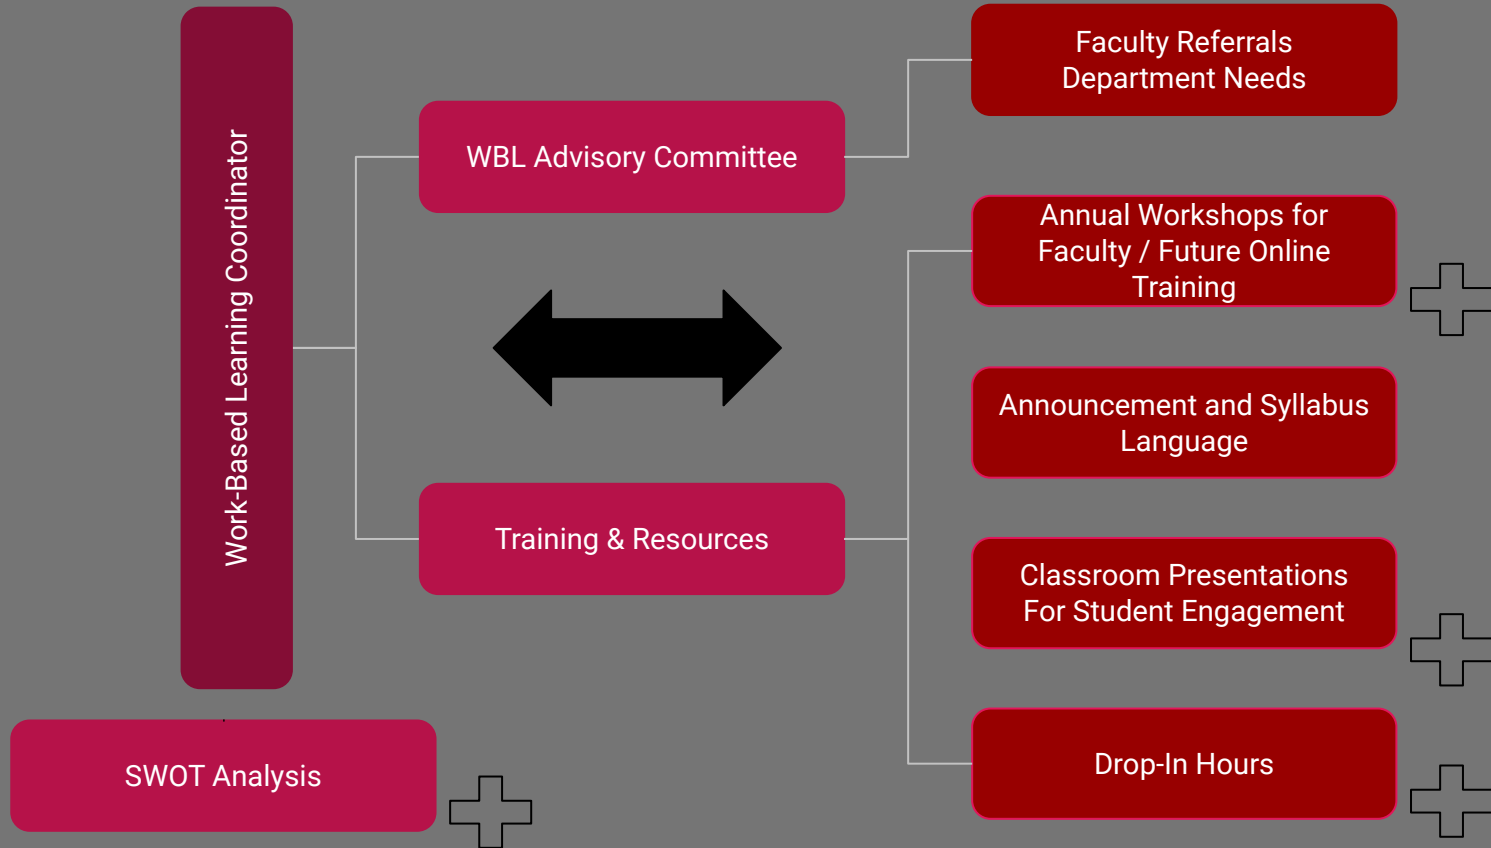 Work-Based Learning Coordinator
WBL Advisory Committee
Training & Resources
SWOT Analysis
Faculty Referrals
Department Needs
Annual Workshops for
Faculty / Future Online
Training
Announcement and Syllabus
Language
Classroom Presentations
For Student Engagement
Drop-In Hours